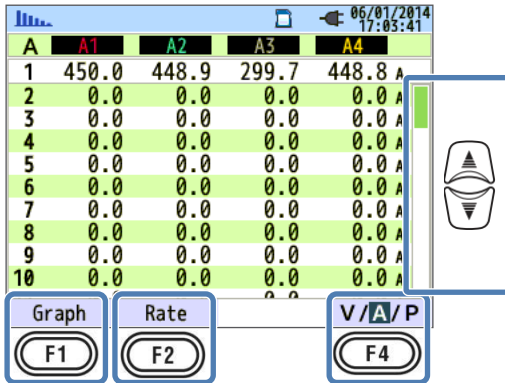 06/01/2014
17:03:41
A A1 A2 A3 A4
1 450.0 448.9 299.7 448.8 A
2 0.0 0.0 0.0 0.0 A
3 0.0 0.0 0.0 0.0 A
4 0.0 0.0 0.0 0.0 A
5 0.0 0.0 0.0 0.0 A
6 0.0 0.0 0.0 0.0 A
7 0.0 0.0 0.0 0.0 A
8 0.0 0.0 0.0 0.0 A
9 0.0 0.0 0.0 0.0 A
10 0.0 0.0 0.0 0.0 A
Graph Rate V/A/P
F1 F2 F4